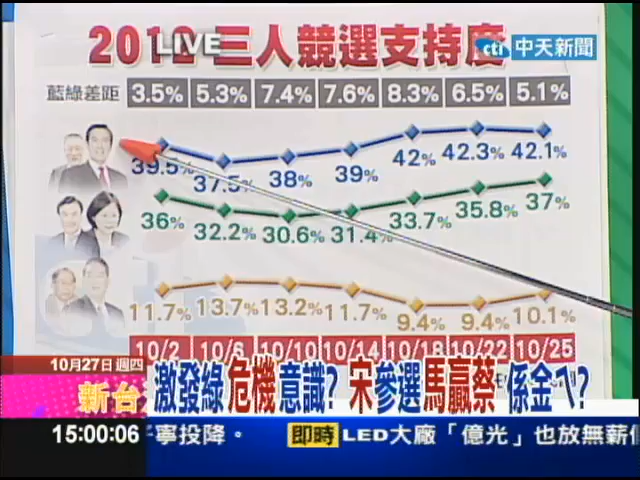 2012 三人競選支持度
LIVE
ctı 中天新聞
藍綠差距 3.5% 5.3% 7.4% 7.6% 8.3% 6.5% 5.1%
39.5% 37.5% 38% 39% 42% 42.3% 42.1%
36% 32.2% 30.6% 31.4% 33.7% 35.8% 37%
11.7% 13.7% 13.2% 11.7% 9.4% 9.4% 10.1%
10/2 10/6 10/10 10/14 10/18 10/22 10/25
10月27日 週四
新台
激發綠危機意識? 宋參選馬贏蔡 係金ㄟ?
15:00:06 子寧投降。 即時 LED大廠「億光」也放無薪假